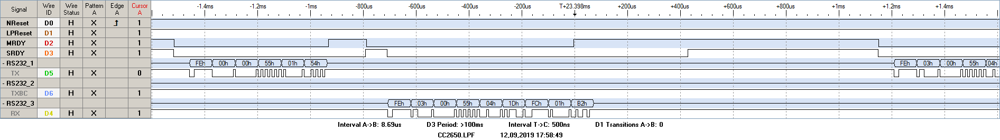 Signal Wire ID Wire Status Pattern A Edge A Cursor A -1.4ms -1.2ms -1ms -800us -600us -400us -200us T+23.398ms +200us +400us +600us +800us +1ms +1.2ms +1.4ms
NReset D0 H X 1
LPReset D1 H X 1
MRDY D2 H X 1
SRDY D3 H X 1
- RS232_1 FEh 00h 00h 55h 01h 54h FEh 03h 00h 55h 04h
TX D5 H X 0
- RS232_2
TXBC D6 H X 1
- RS232_3 FEh 03h 00h 55h 04h 1Dh FCh 01h B2h
RX D4 H X 1
Interval A->B: 8.69us D3 Period: >100ms Interval T->C: 500ns D1 Transitions A->B: 0
CC2650.LPF 12,09,2019 17:58:49